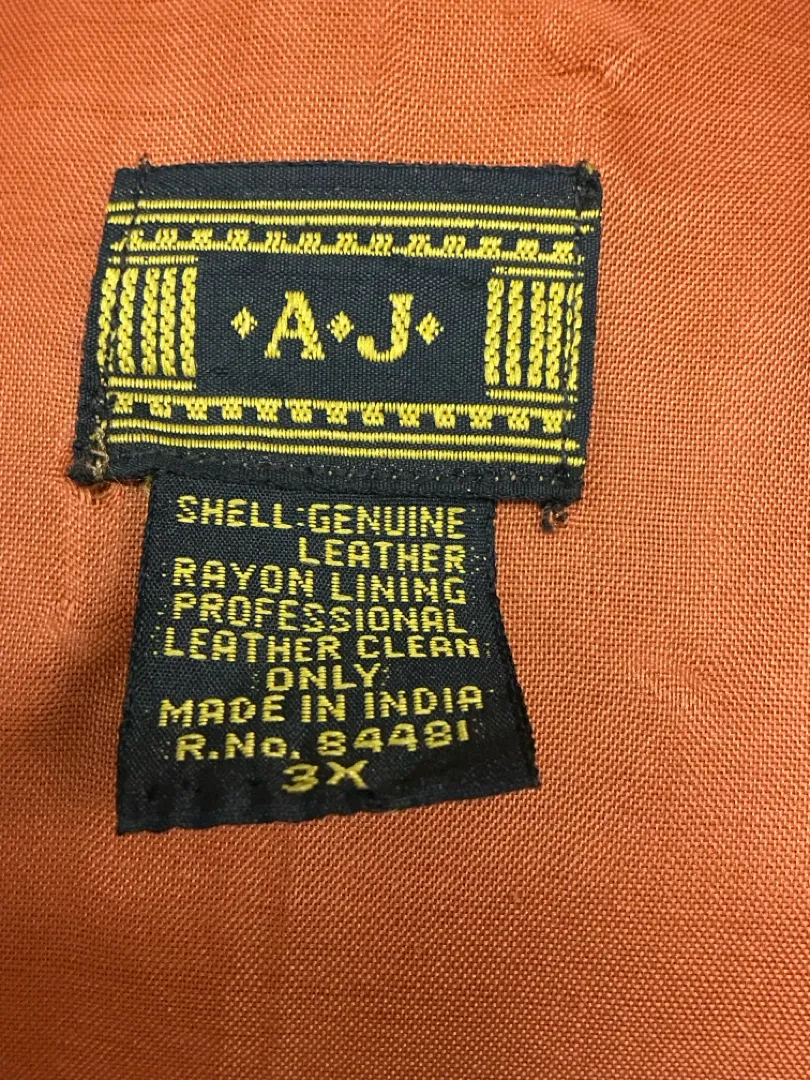 A·J
SHELL:GENUINE
LEATHER
RAYON LINING
PROFESSIONAL
LEATHER CLEAN
ONLY
MADE IN INDIA
R.No. 84481
3X